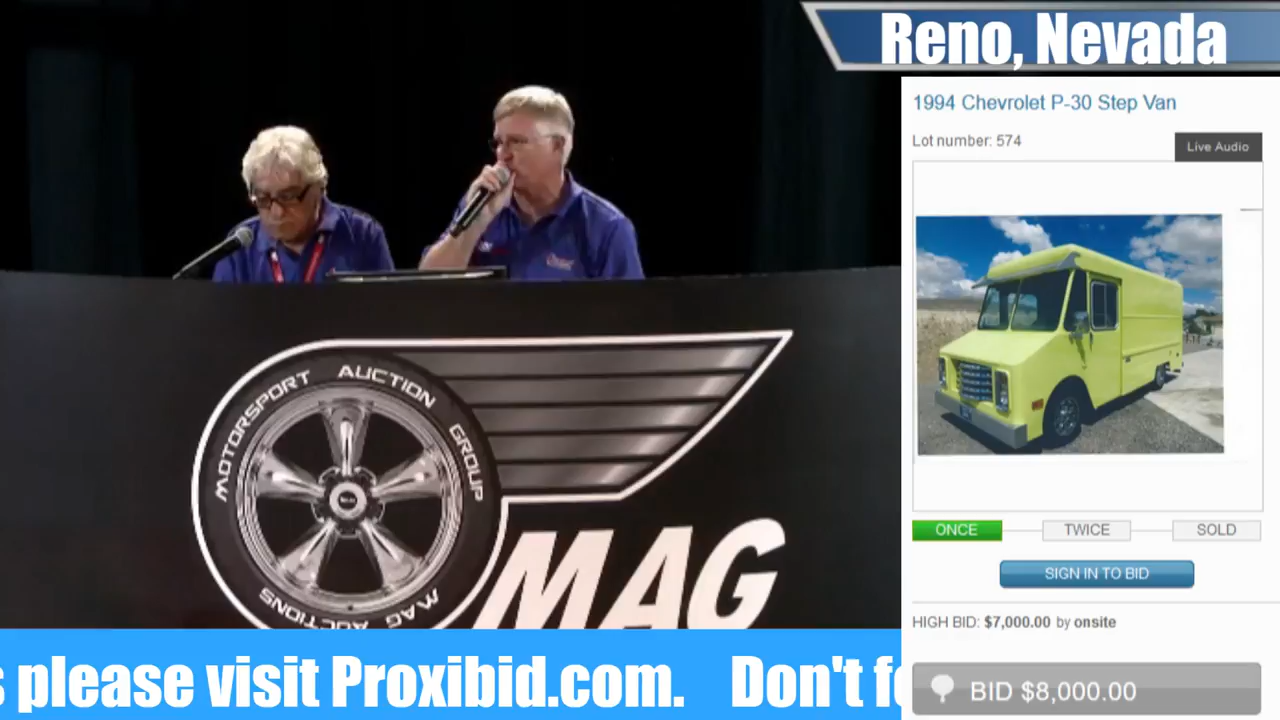 Reno, Nevada
1994 Chevrolet P-30 Step Van
Lot number: 574
Live Audio
MOTORSPORT AUCTION GROUP
MAG AUCTIONS
MAG
ONCE
TWICE
SOLD
SIGN IN TO BID
HIGH BID: $7,000.00 by onsite
please visit Proxibid.com. Don't
BID $8,000.00